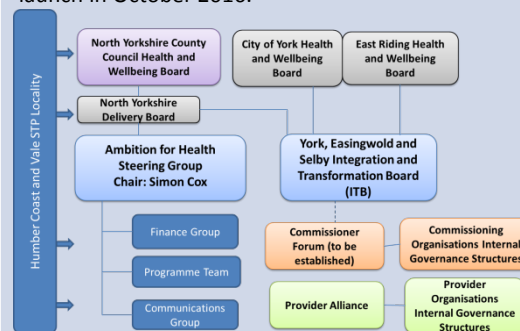 launch in October 2016.
Humber Coast and Vale STP Locality
North Yorkshire County
Council Health and
Wellbeing Board
City of York Health
and Wellbeing
Board
East Riding Health
and Wellbeing
Board
North Yorkshire
Delivery Board
Ambition for Health
Steering Group
Chair: Simon Cox
York, Easingwold and
Selby Integration and
Transformation Board
(ITB)
Finance Group
Programme Team
Communications
Group
Commissioner
Forum (to be
established)
Commissioning
Organisations Internal
Governance Structures
Provider Alliance
Provider
Organisations
Internal Governance
Structures